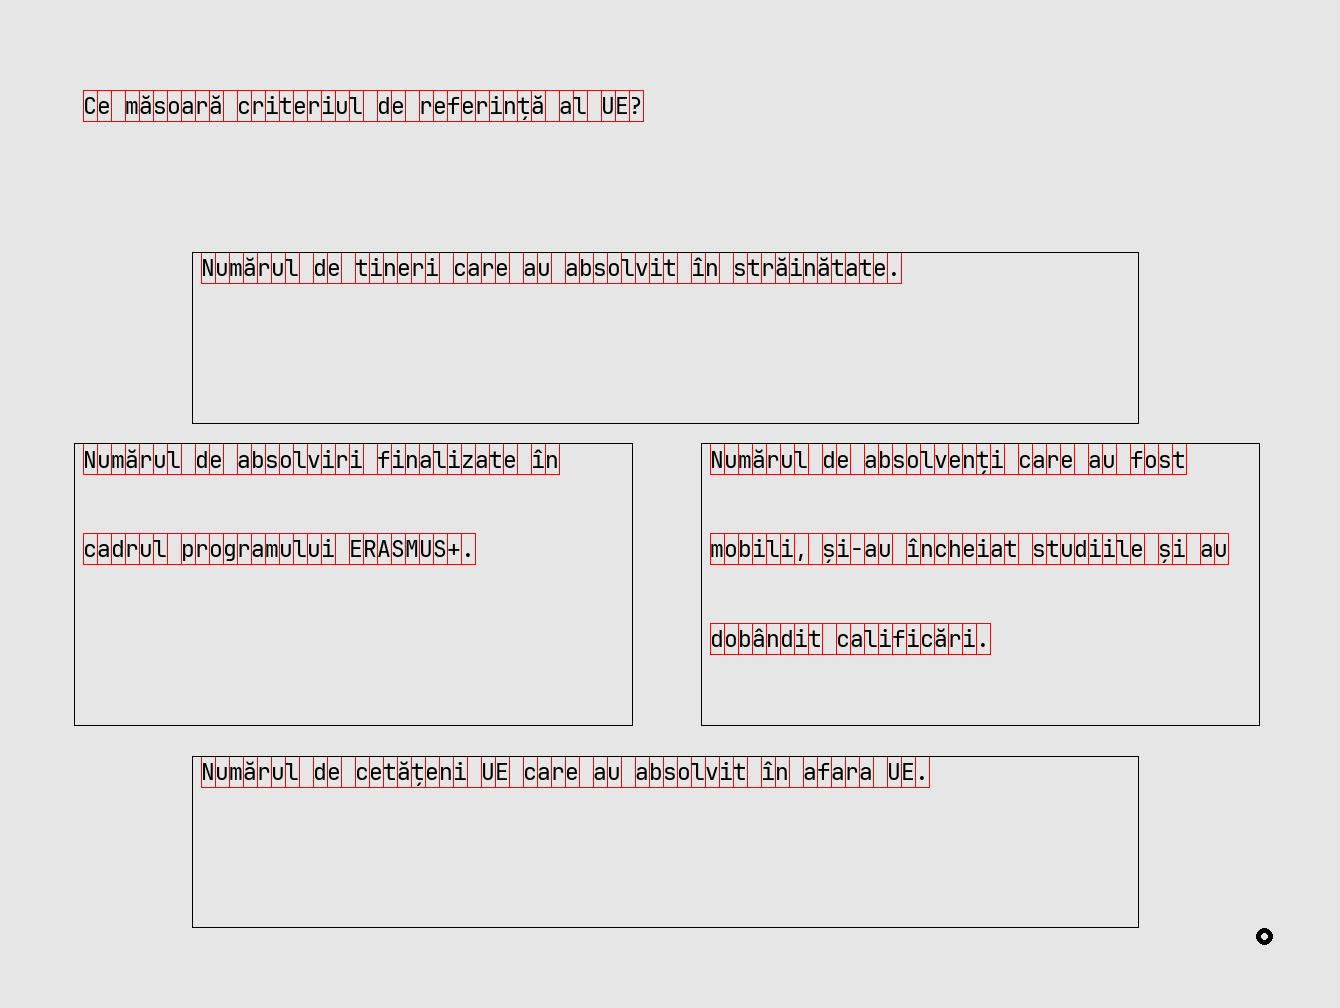 Ce măsoară criteriul de referință al UE?
Numărul de tineri care au absolvit în străinătate.
Numărul de absolviri finalizate în
cadrul programului ERASMUS+.
Numărul de absolvenți care au fost
mobili, și-au încheiat studiile și au
dobândit calificări.
Numărul de cetățeni UE care au absolvit în afara UE.